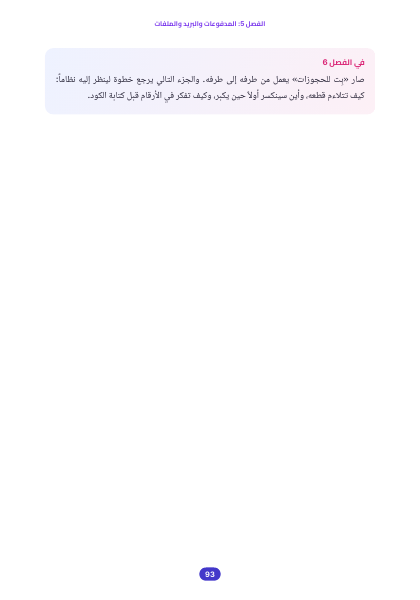 الفصل 5: المدفوعات والبريد والملفات
في الفصل 6
صار «بِت للحجوزات» يعمل من طرفه إلى طرفه. والجزء التالي يرجع خطوة لينظر إليه نظاماً:
كيف تتلاءم قطعه، وأين سينكسر أولاً حين يكبر، وكيف تفكر في الأرقام قبل كتابة الكود.
93